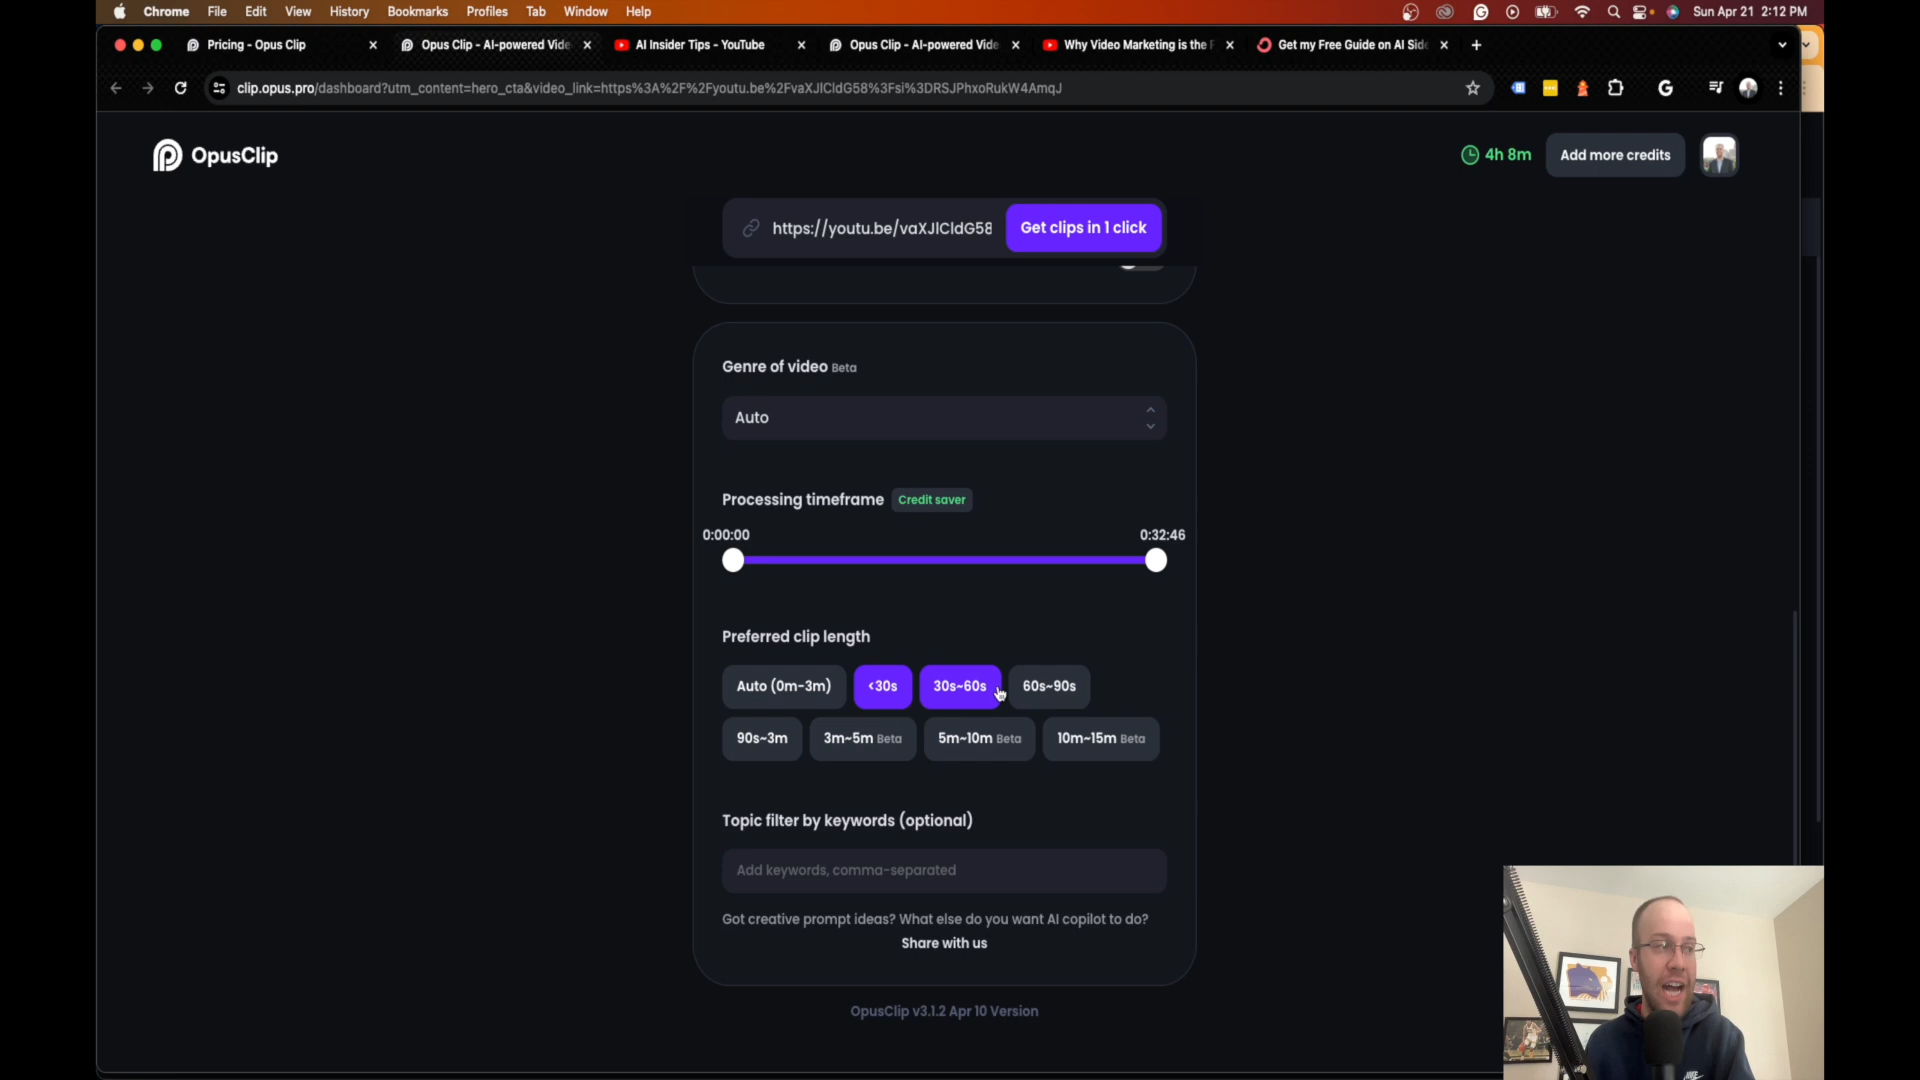 Chrome File Edit View History Bookmarks Profiles Tab Window Help Sun Apr 21 2:12 PM
Pricing - Opus Clip Opus Clip - AI-powered Vide AI Insider Tips - YouTube Opus Clip - AI-powered Vide Why Video Marketing is the F Get my Free Guide on AI Sid
clip.opus.pro/dashboard?utm_content=hero_cta&video_link=https%3A%2F%2Fyoutu.be%2FvaXJlCldG58%3Fsi%3DRSJPhxoRukW4AmqJ
OpusClip 4h 8m Add more credits
https://youtu.be/vaXJlCldG58 Get clips in 1 click
Genre of video Beta
Auto
Processing timeframe Credit saver
0:00:00 0:32:46
Preferred clip length
Auto (0m-3m) <30s 30s~60s 60s~90s
90s~3m 3m~5m Beta 5m~10m Beta 10m~15m Beta
Topic filter by keywords (optional)
Add keywords, comma-separated
Got creative prompt ideas? What else do you want AI copilot to do?
Share with us
OpusClip v3.1.2 Apr 10 Version